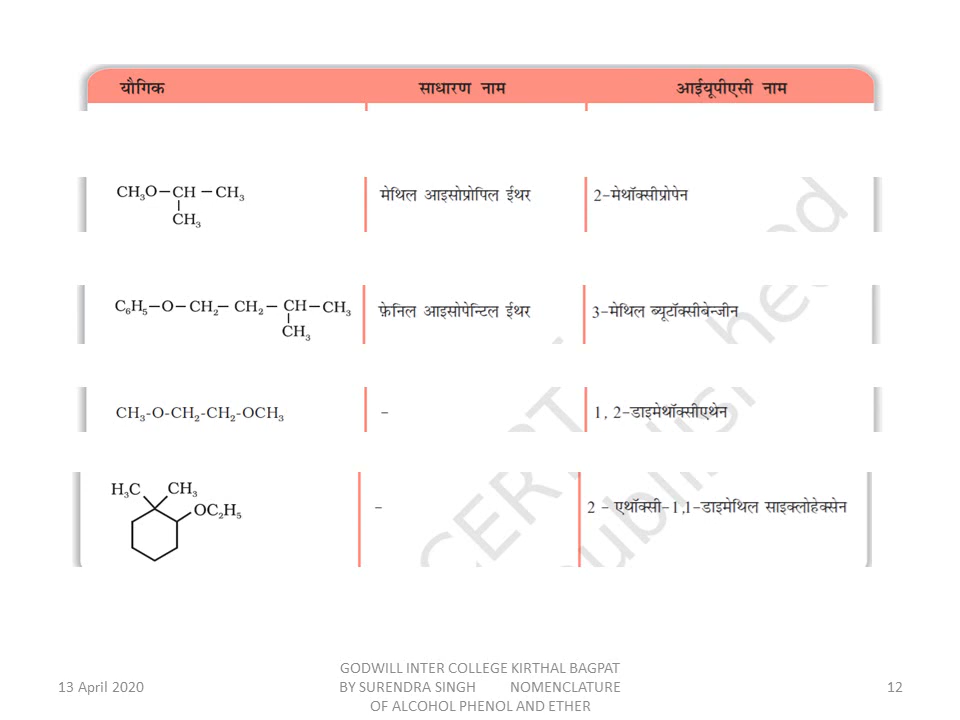 यौगिक साधारण नाम आईयूपीएसी नाम
CH₃O–CH –CH₃ मेथिल आइसोप्रोपिल ईथर 2-मेथॉक्सीप्रोपेन
CH₃
C₆H₅–O–CH₂–CH₂–CH–CH₃ फ़ेनिल आइसोपेन्टिल ईथर 3-मेथिल ब्यूटॉक्सीबेन्जीन
CH₃
CH₃-O-CH₂-CH₂-OCH₃ – 1, 2-डाइमेथॉक्सीएथेन
H₃C CH₃
OC₂H₅ – 2 - एथॉक्सी-1,1-डाइमेथिल साइक्लोहेक्सेन
13 April 2020
GODWILL INTER COLLEGE KIRTHAL BAGPAT
BY SURENDRA SINGH NOMENCLATURE
OF ALCOHOL PHENOL AND ETHER
12